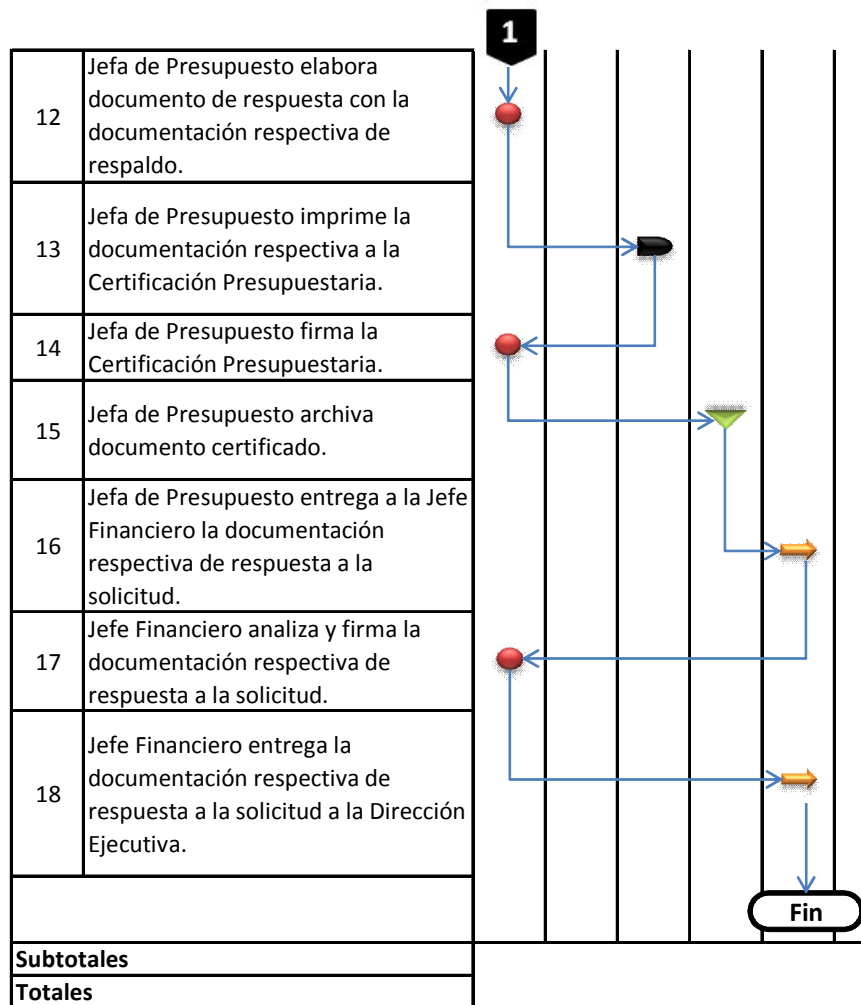 1
Jefa de Presupuesto elabora
documento de respuesta con la
12
documentación respectiva de
respaldo.
Jefa de Presupuesto imprime la
13
documentación respectiva a la
Certificación Presupuestaria.
Jefa de Presupuesto firma la
14
Certificación Presupuestaria.
Jefa de Presupuesto archiva
15
documento certificado.
Jefa de Presupuesto entrega a la Jefe
Financiero la documentación
16
respectiva de respuesta a la
solicitud.
Jefe Financiero analiza y firma la
17
documentación respectiva de
respuesta a la solicitud.
Jefe Financiero entrega la
documentación respectiva de
18
respuesta a la solicitud a la Dirección
Ejecutiva.
Fin
Subtotales
Totales